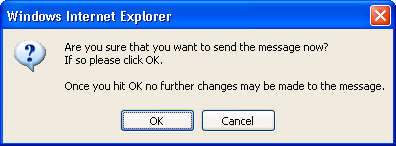 Windows Internet Explorer
Are you sure that you want to send the message now?
If so please click OK.
Once you hit OK no further changes may be made to the message.
OK
Cancel